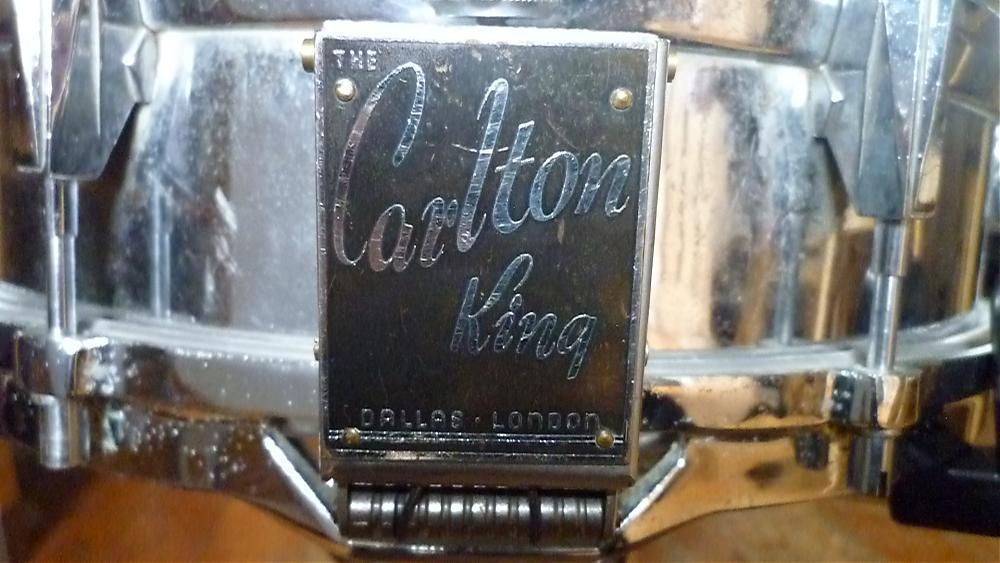 THE
Carlton
King
DALLAS · LONDON